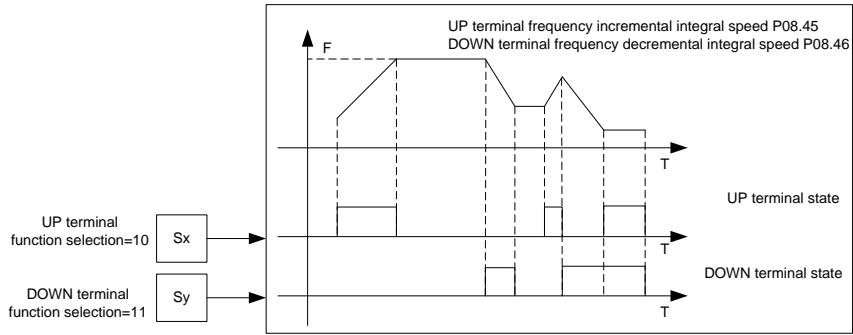 UP terminal frequency incremental integral speed P08.45
DOWN terminal frequency decremental integral speed P08.46
F
T
UP terminal state
UP terminal
function selection=10
Sx
T
DOWN terminal state
DOWN terminal
function selection=11
Sy
T